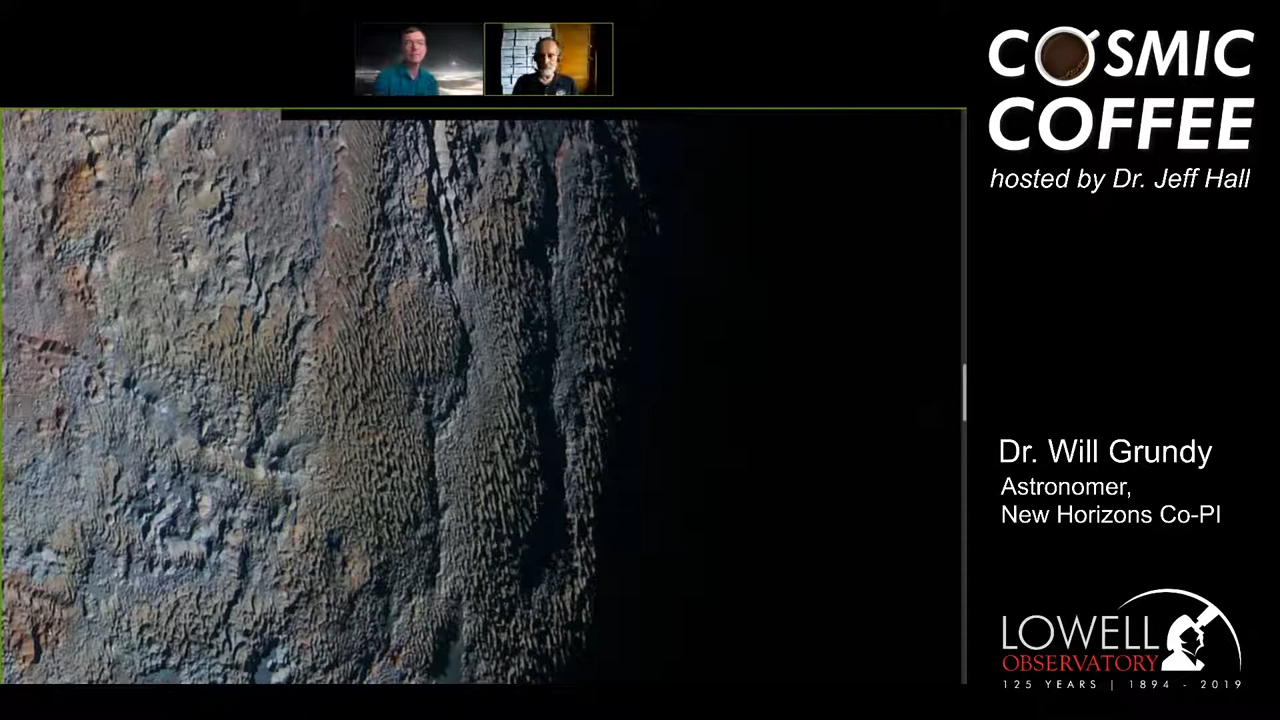 COSMIC
COFFEE
hosted by Dr. Jeff Hall
Dr. Will Grundy
Astronomer,
New Horizons Co-PI
LOWELL
OBSERVATORY
125 YEARS | 1894 - 2019